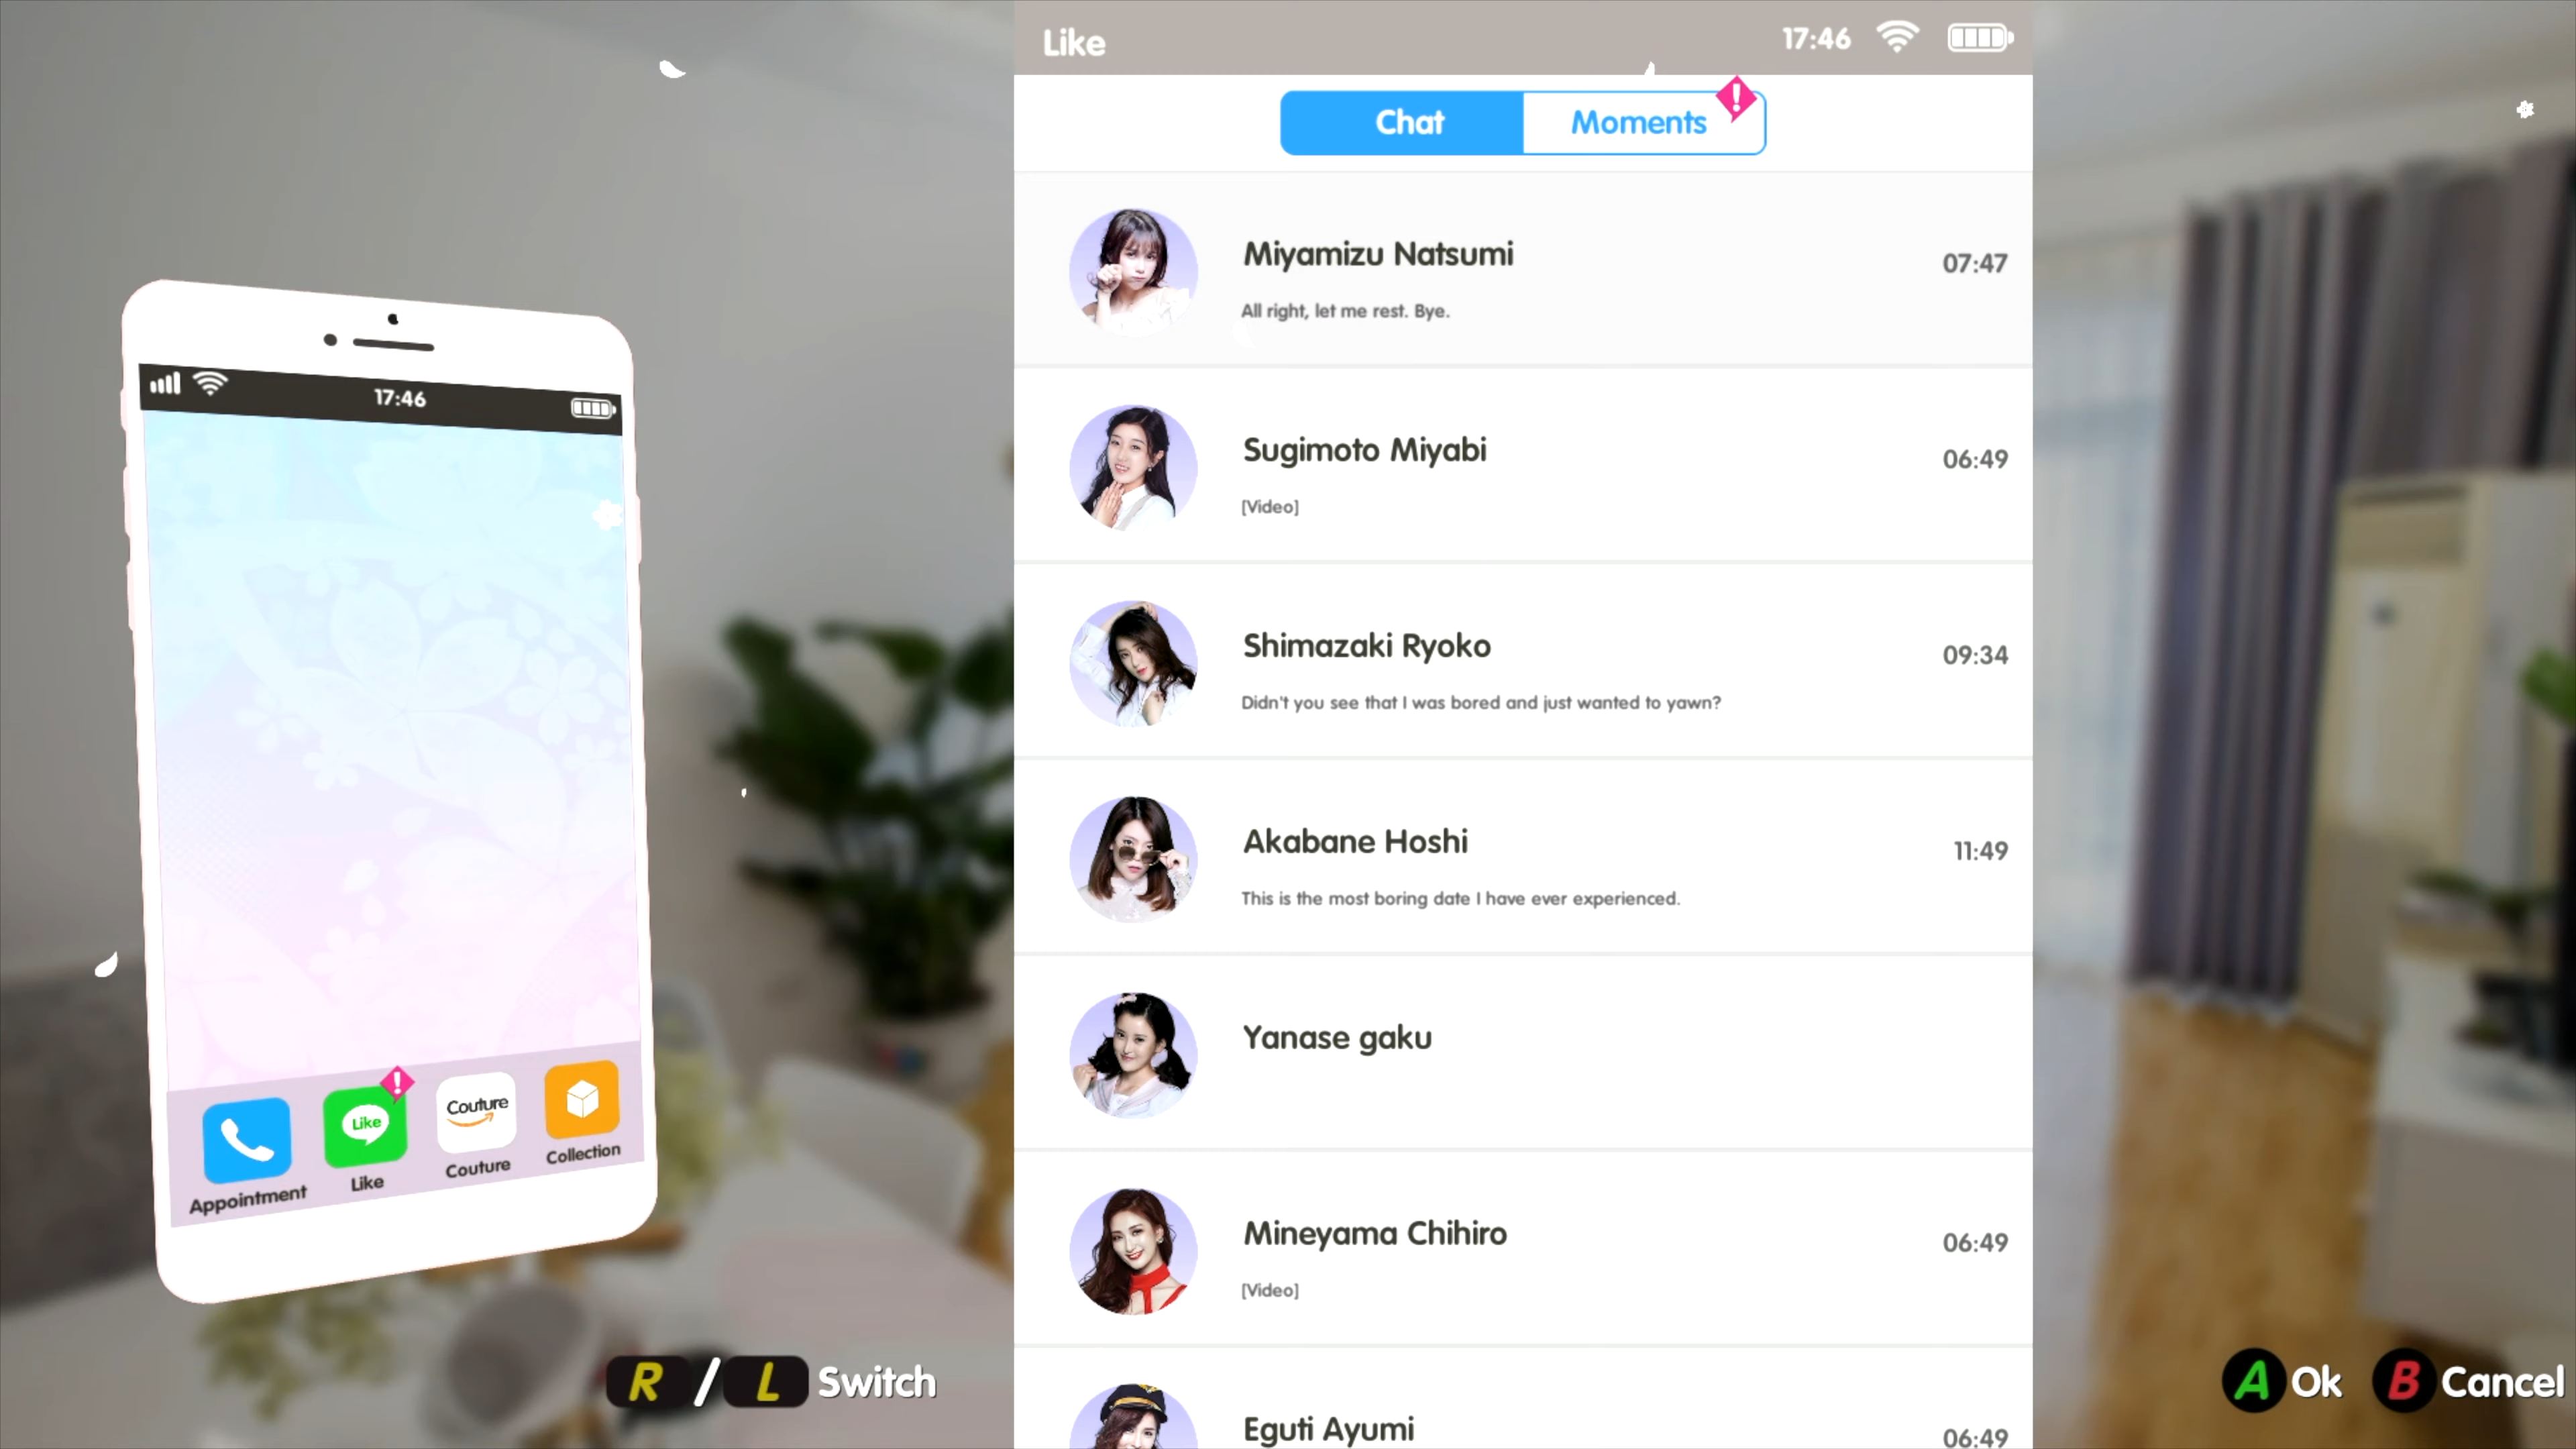 17:46
Couture
Like
Appointment
Like
Couture
Collection
R / L Switch
Like
17:46
Chat
Moments
Miyamizu Natsumi
07:47
All right, let me rest. Bye.
Sugimoto Miyabi
06:49
[Video]
Shimazaki Ryoko
09:34
Didn't you see that I was bored and just wanted to yawn?
Akabane Hoshi
11:49
This is the most boring date I have ever experienced.
Yanase gaku
Mineyama Chihiro
06:49
[Video]
Eguti Ayumi
06:49
A Ok B Cancel